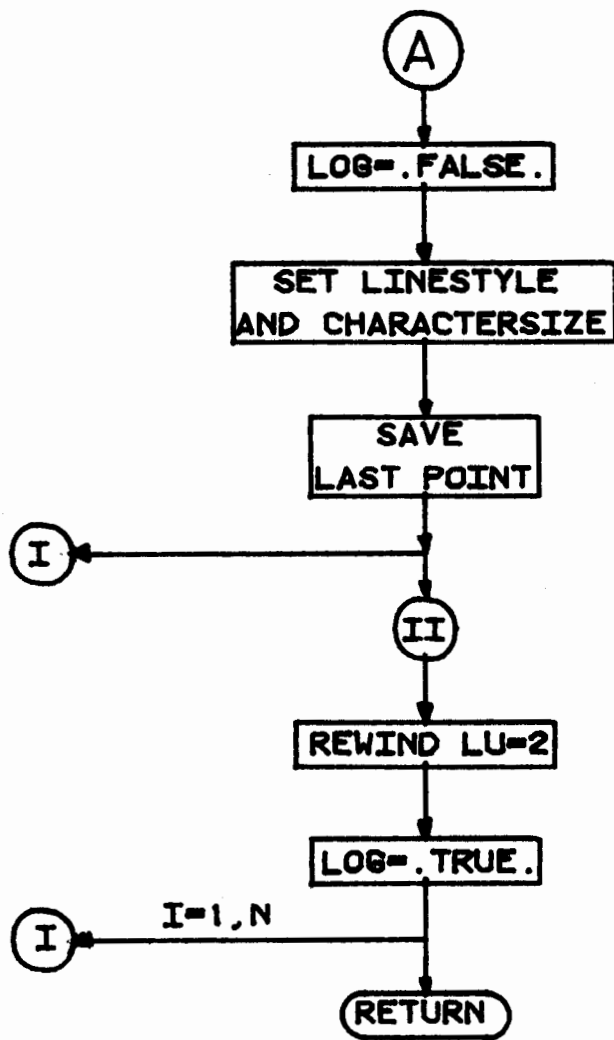 A
LOG=.FALSE.
SET LINESTYLE
AND CHARACTERSIZE
SAVE
LAST POINT
I
II
REWIND LU=2
LOG=.TRUE.
I=1,N
I
RETURN